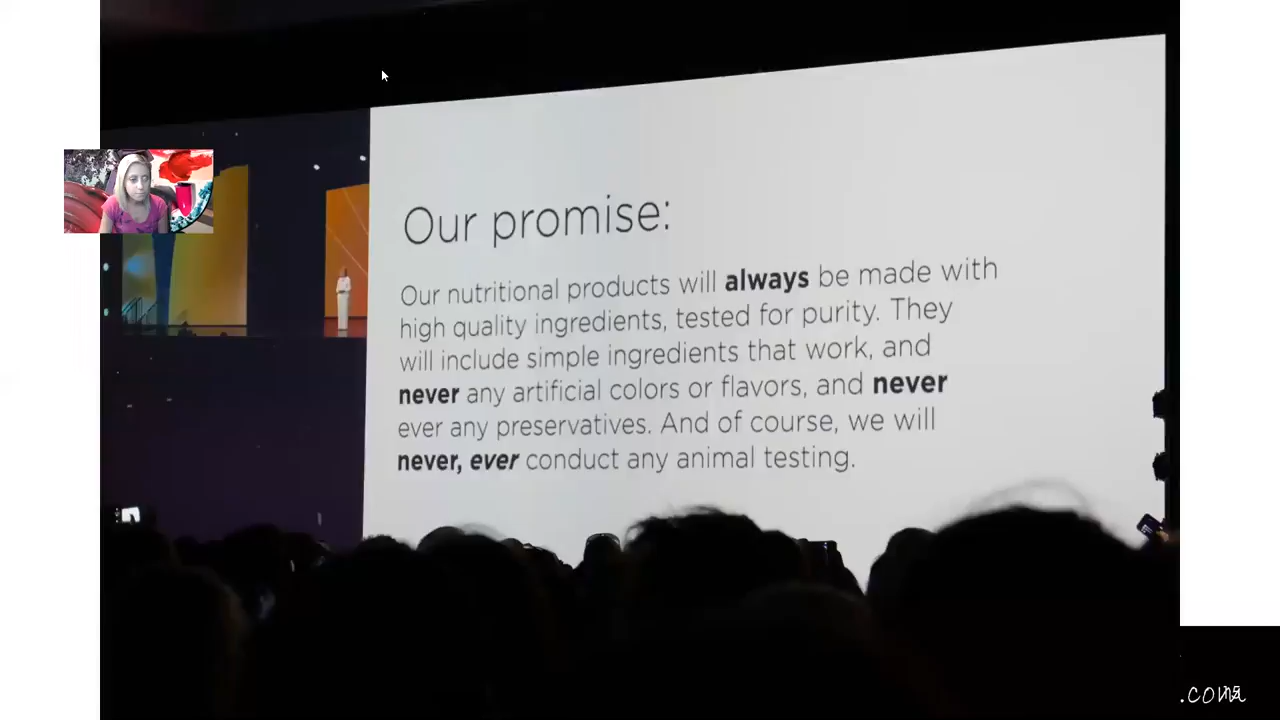 Our promise:
Our nutritional products will always be made with
high quality ingredients, tested for purity. They
will include simple ingredients that work, and
never any artificial colors or flavors, and never
ever any preservatives. And of course, we will
never, ever conduct any animal testing.